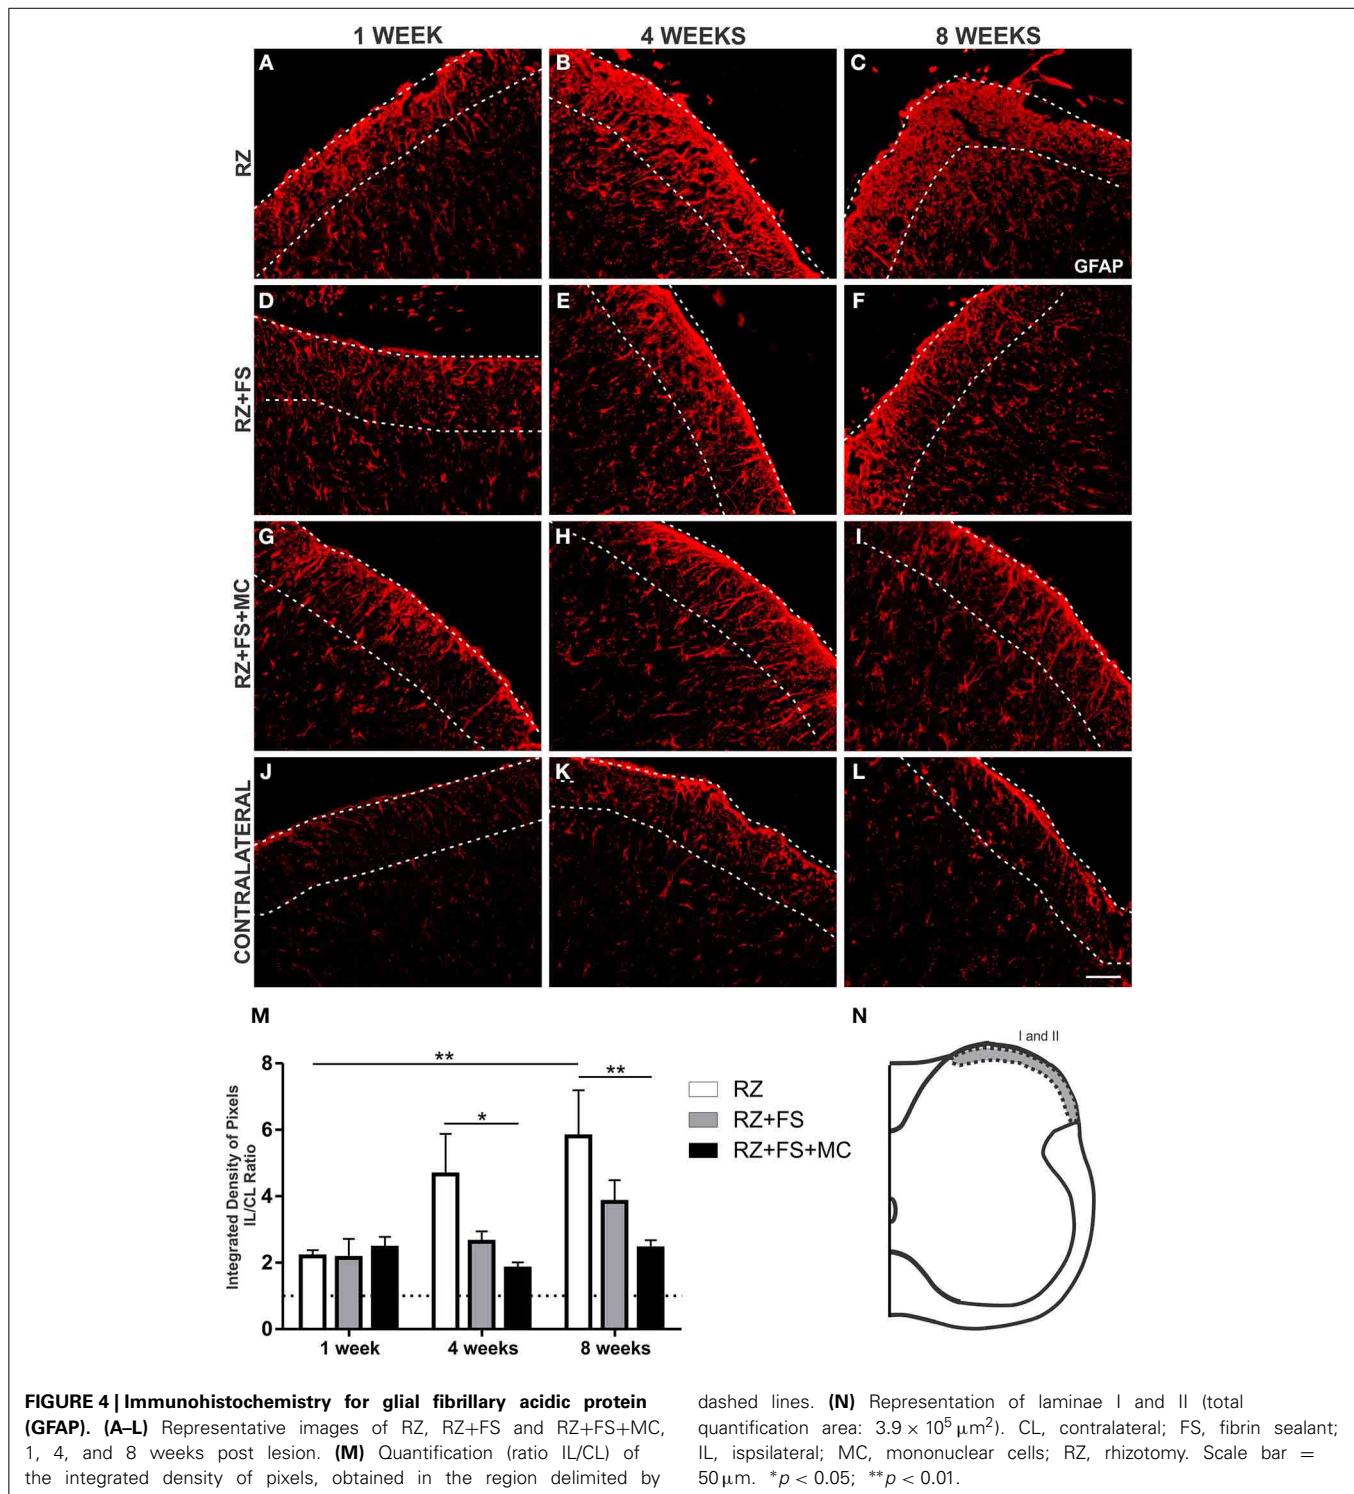 1 WEEK
4 WEEKS
8 WEEKS
RZ
A
B
C
GFAP
RZ+FS
D
E
F
RZ+FS+MC
G
H
I
CONTRALATERAL
J
K
L
M
N
Integrated Density of Pixels
IL/CL Ratio
8
6
4
2
0
**
*
**
1 week
4 weeks
8 weeks
RZ
RZ+FS
RZ+FS+MC
I and II
FIGURE 4 | Immunohistochemistry for glial fibrillary acidic protein
(GFAP). (A–L) Representative images of RZ, RZ+FS and RZ+FS+MC,
1, 4, and 8 weeks post lesion. (M) Quantification (ratio IL/CL) of
the integrated density of pixels, obtained in the region delimited by
dashed lines. (N) Representation of laminae I and II (total
quantification area: 3.9 × 10⁵ μm²). CL, contralateral; FS, fibrin sealant;
IL, ispsilateral; MC, mononuclear cells; RZ, rhizotomy. Scale bar =
50 μm. *p < 0.05; **p < 0.01.